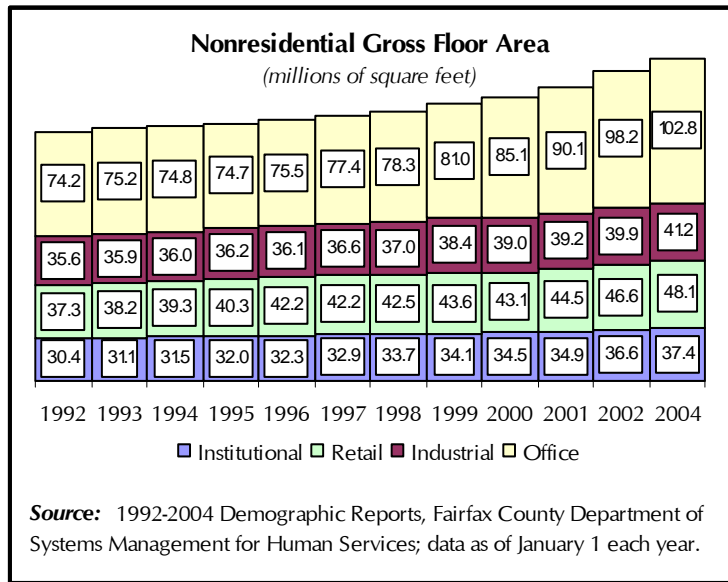 Nonresidential Gross Floor Area
(millions of square feet)
74.2 75.2 74.8 74.7 75.5 77.4 78.3 81.0 85.1 90.1 98.2 102.8
35.6 35.9 36.0 36.2 36.1 36.6 37.0 38.4 39.0 39.2 39.9 41.2
37.3 38.2 39.3 40.3 42.2 42.2 42.5 43.6 43.1 44.5 46.6 48.1
30.4 31.1 31.5 32.0 32.3 32.9 33.7 34.1 34.5 34.9 36.6 37.4
1992 1993 1994 1995 1996 1997 1998 1999 2000 2001 2002 2004
Institutional Retail Industrial Office
Source: 1992-2004 Demographic Reports, Fairfax County Department of
Systems Management for Human Services; data as of January 1 each year.